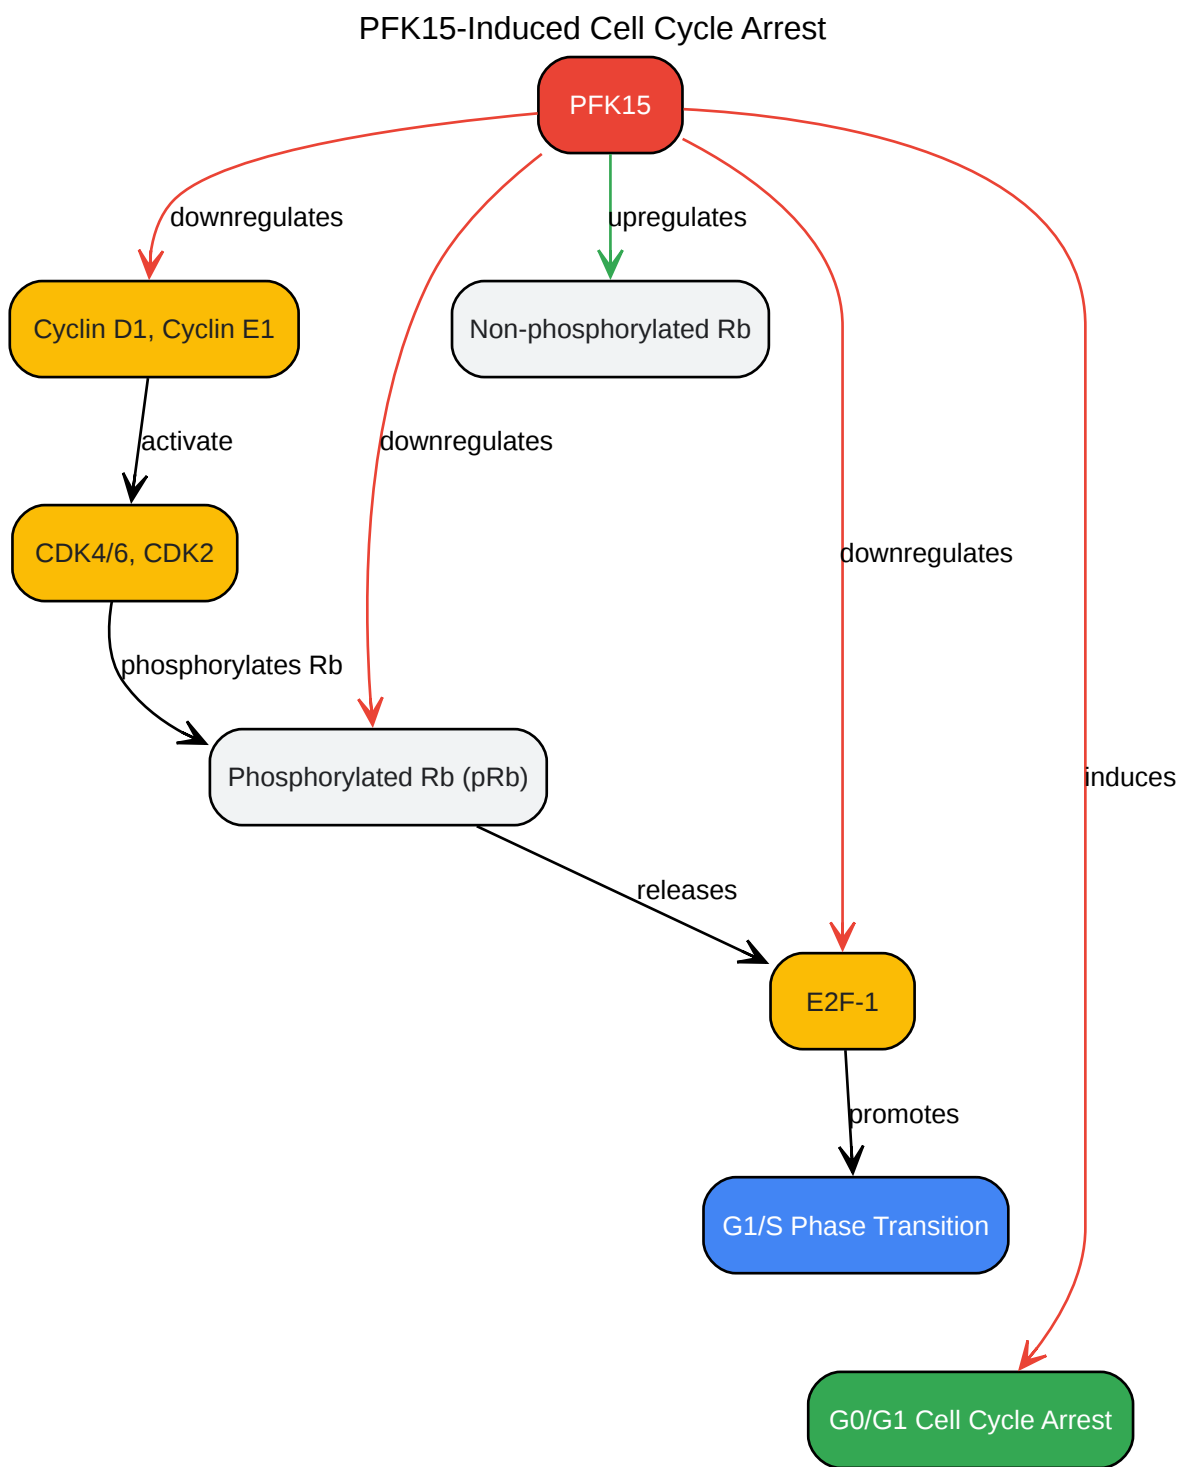 PFK15-Induced Cell Cycle Arrest
PFK15
downregulates
upregulates
Cyclin D1, Cyclin E1
Non-phosphorylated Rb
activate
downregulates
CDK4/6, CDK2
downregulates
phosphorylates Rb
Phosphorylated Rb (pRb)
induces
releases
E2F-1
promotes
G1/S Phase Transition
G0/G1 Cell Cycle Arrest